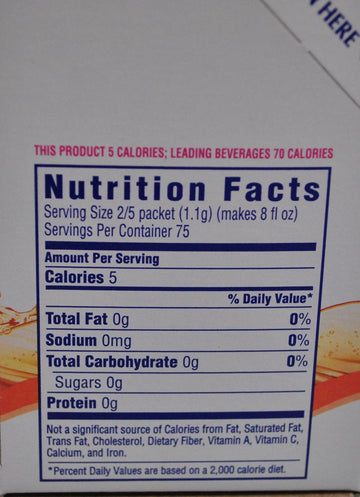 HERE
THIS PRODUCT 5 CALORIES; LEADING BEVERAGES 70 CALORIES
Nutrition Facts
Serving Size 2/5 packet (1.1g) (makes 8 fl oz)
Servings Per Container 75
Amount Per Serving
Calories 5
% Daily Value*
Total Fat 0g 0%
Sodium 0mg 0%
Total Carbohydrate 0g 0%
Sugars 0g
Protein 0g
Not a significant source of Calories from Fat, Saturated Fat,
Trans Fat, Cholesterol, Dietary Fiber, Vitamin A, Vitamin C,
Calcium, and Iron.
*Percent Daily Values are based on a 2,000 calorie diet.